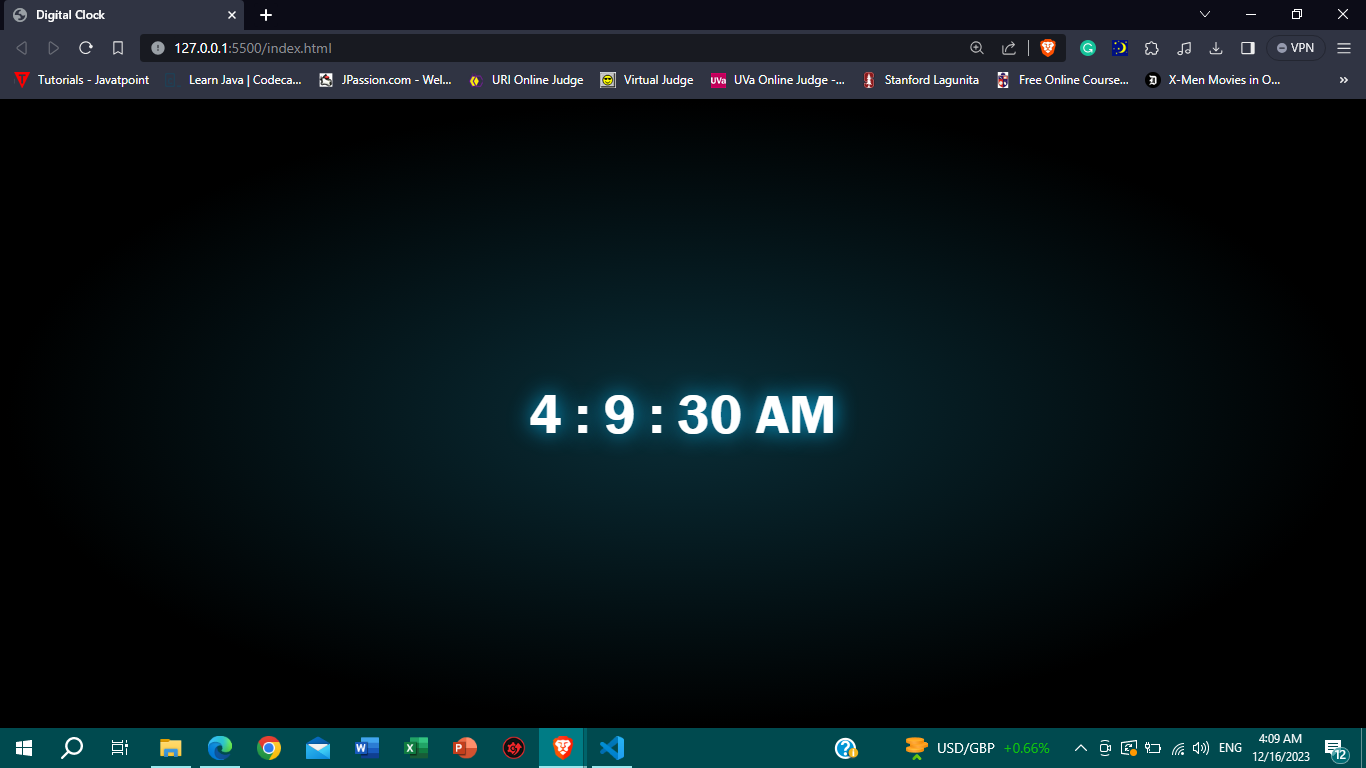 Digital Clock
127.0.0.1:5500/index.html
VPN
Tutorials - Javatpoint Learn Java | Codeca... JPassion.com - Wel... URI Online Judge Virtual Judge UVa UVa Online Judge -... Stanford Lagunita Free Online Course... X-Men Movies in O... »
4 : 9 : 30 AM
USD/GBP +0.66% ENG 4:09 AM
12/16/2023 12